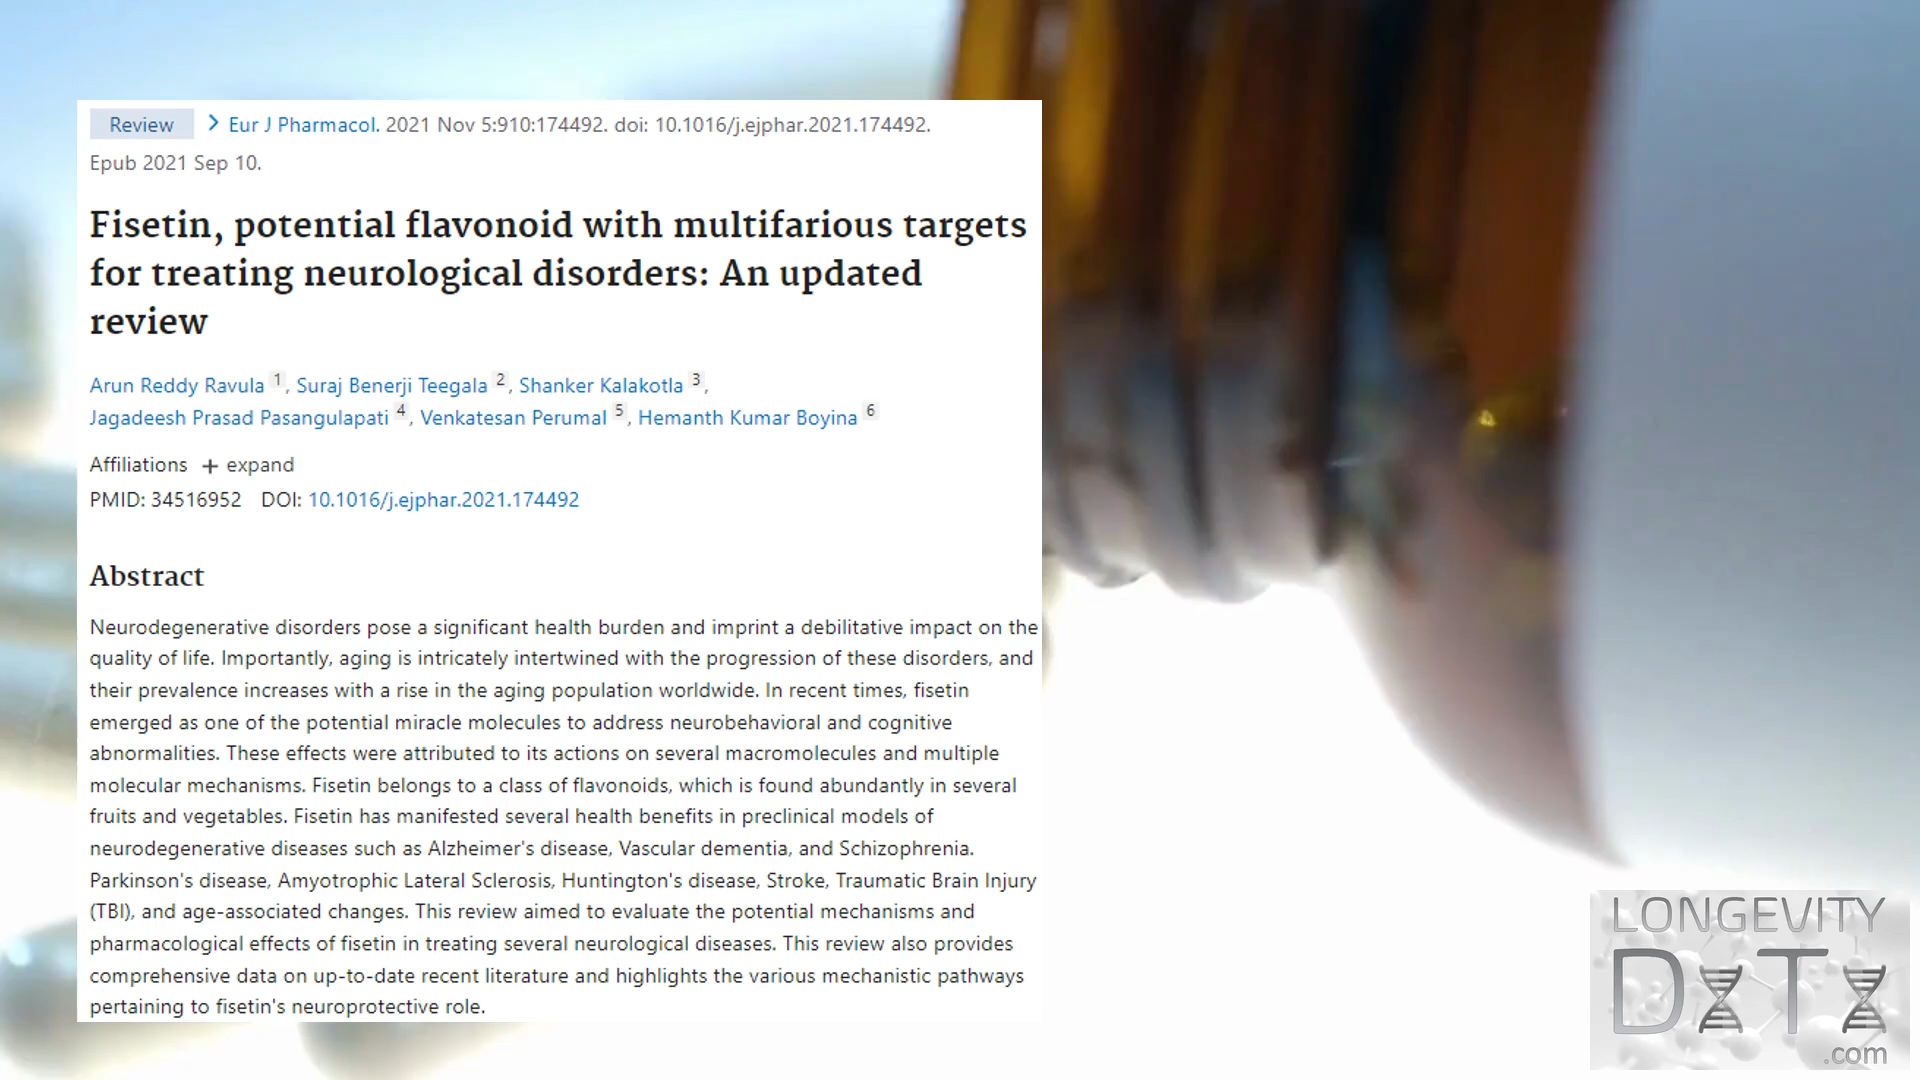 Review > Eur J Pharmacol. 2021 Nov 5:910:174492. doi: 10.1016/j.ejphar.2021.174492.
Epub 2021 Sep 10.
Fisetin, potential flavonoid with multifarious targets
for treating neurological disorders: An updated
review
Arun Reddy Ravula 1, Suraj Benerji Teegala 2, Shanker Kalakotla 3,
Jagadeesh Prasad Pasangulapati 4, Venkatesan Perumal 5, Hemanth Kumar Boyina 6
Affiliations + expand
PMID: 34516952 DOI: 10.1016/j.ejphar.2021.174492
Abstract
Neurodegenerative disorders pose a significant health burden and imprint a debilitative impact on the
quality of life. Importantly, aging is intricately intertwined with the progression of these disorders, and
their prevalence increases with a rise in the aging population worldwide. In recent times, fisetin
emerged as one of the potential miracle molecules to address neurobehavioral and cognitive
abnormalities. These effects were attributed to its actions on several macromolecules and multiple
molecular mechanisms. Fisetin belongs to a class of flavonoids, which is found abundantly in several
fruits and vegetables. Fisetin has manifested several health benefits in preclinical models of
neurodegenerative diseases such as Alzheimer's disease, Vascular dementia, and Schizophrenia.
Parkinson's disease, Amyotrophic Lateral Sclerosis, Huntington's disease, Stroke, Traumatic Brain Injury
(TBI), and age-associated changes. This review aimed to evaluate the potential mechanisms and
pharmacological effects of fisetin in treating several neurological diseases. This review also provides
comprehensive data on up-to-date recent literature and highlights the various mechanistic pathways
pertaining to fisetin's neuroprotective role.
LONGEVITY
DATA
.com